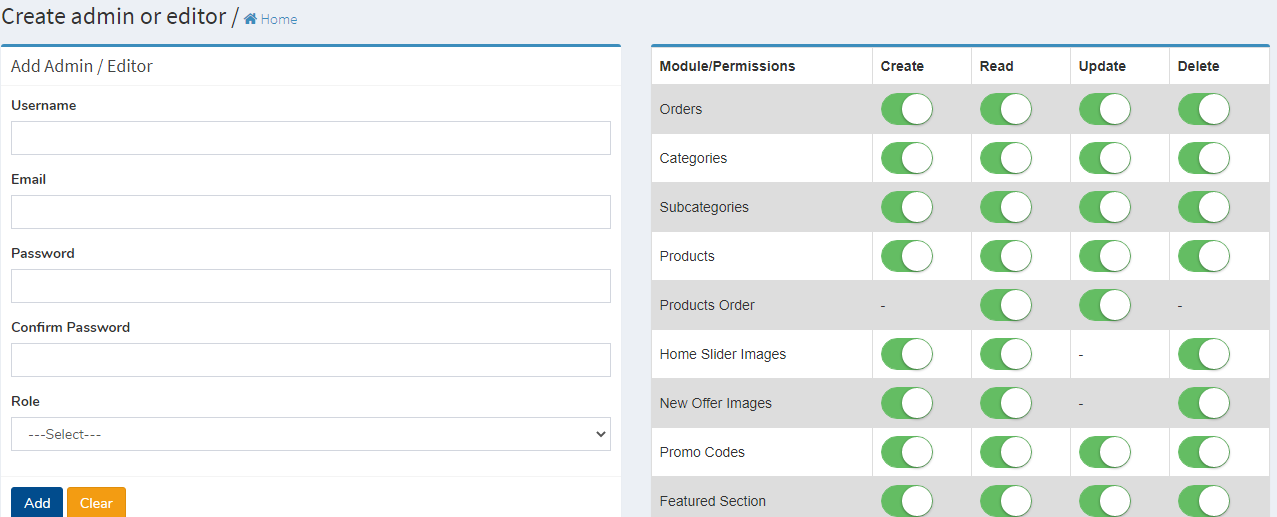 Create admin or editor / Home
Add Admin / Editor
Username
Email
Password
Confirm Password
Role
---Select---
Add Clear
Module/Permissions Create Read Update Delete
Orders
Categories
Subcategories
Products
Products Order - -
Home Slider Images -
New Offer Images -
Promo Codes
Featured Section